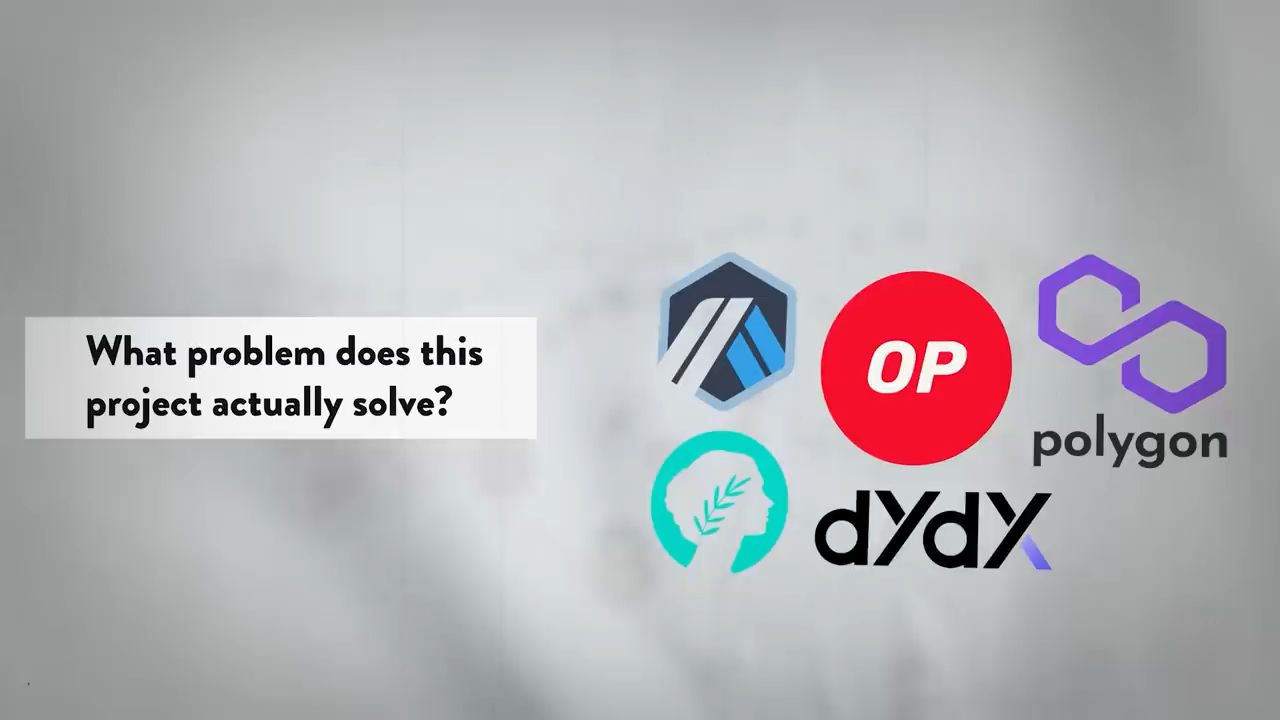 What problem does this
project actually solve?
OP
polygon
dYdX